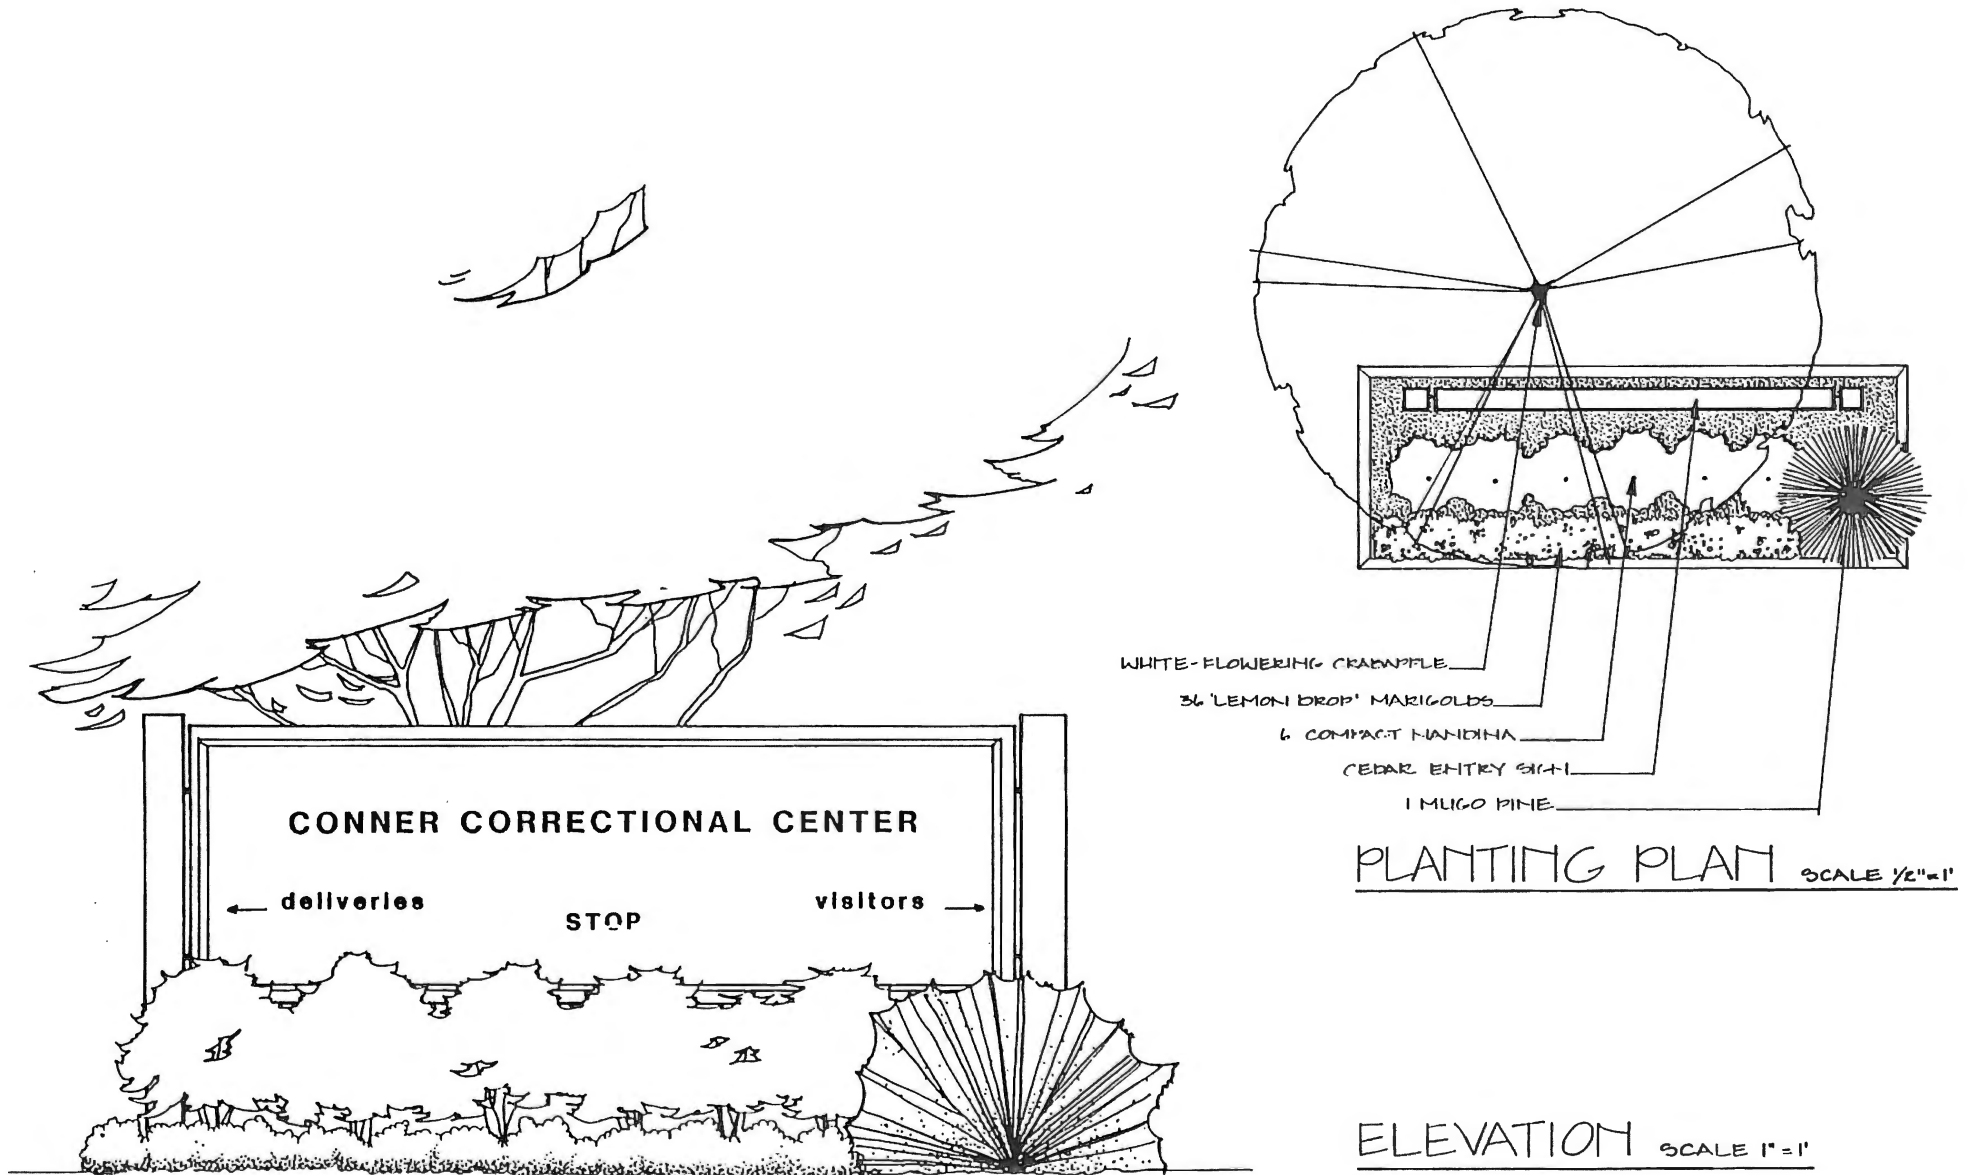 WHITE-FLOWERING CRABAPPLE
36 'LEMON DROP' MARIGOLDS
6 COMPACT NANDINA
CEDAR ENTRY SIGN
1 MUGO PINE
PLANTING PLAN SCALE 1/2"=1'
CONNER CORRECTIONAL CENTER
← deliveries visitors →
STOP
ELEVATION SCALE 1"=1'